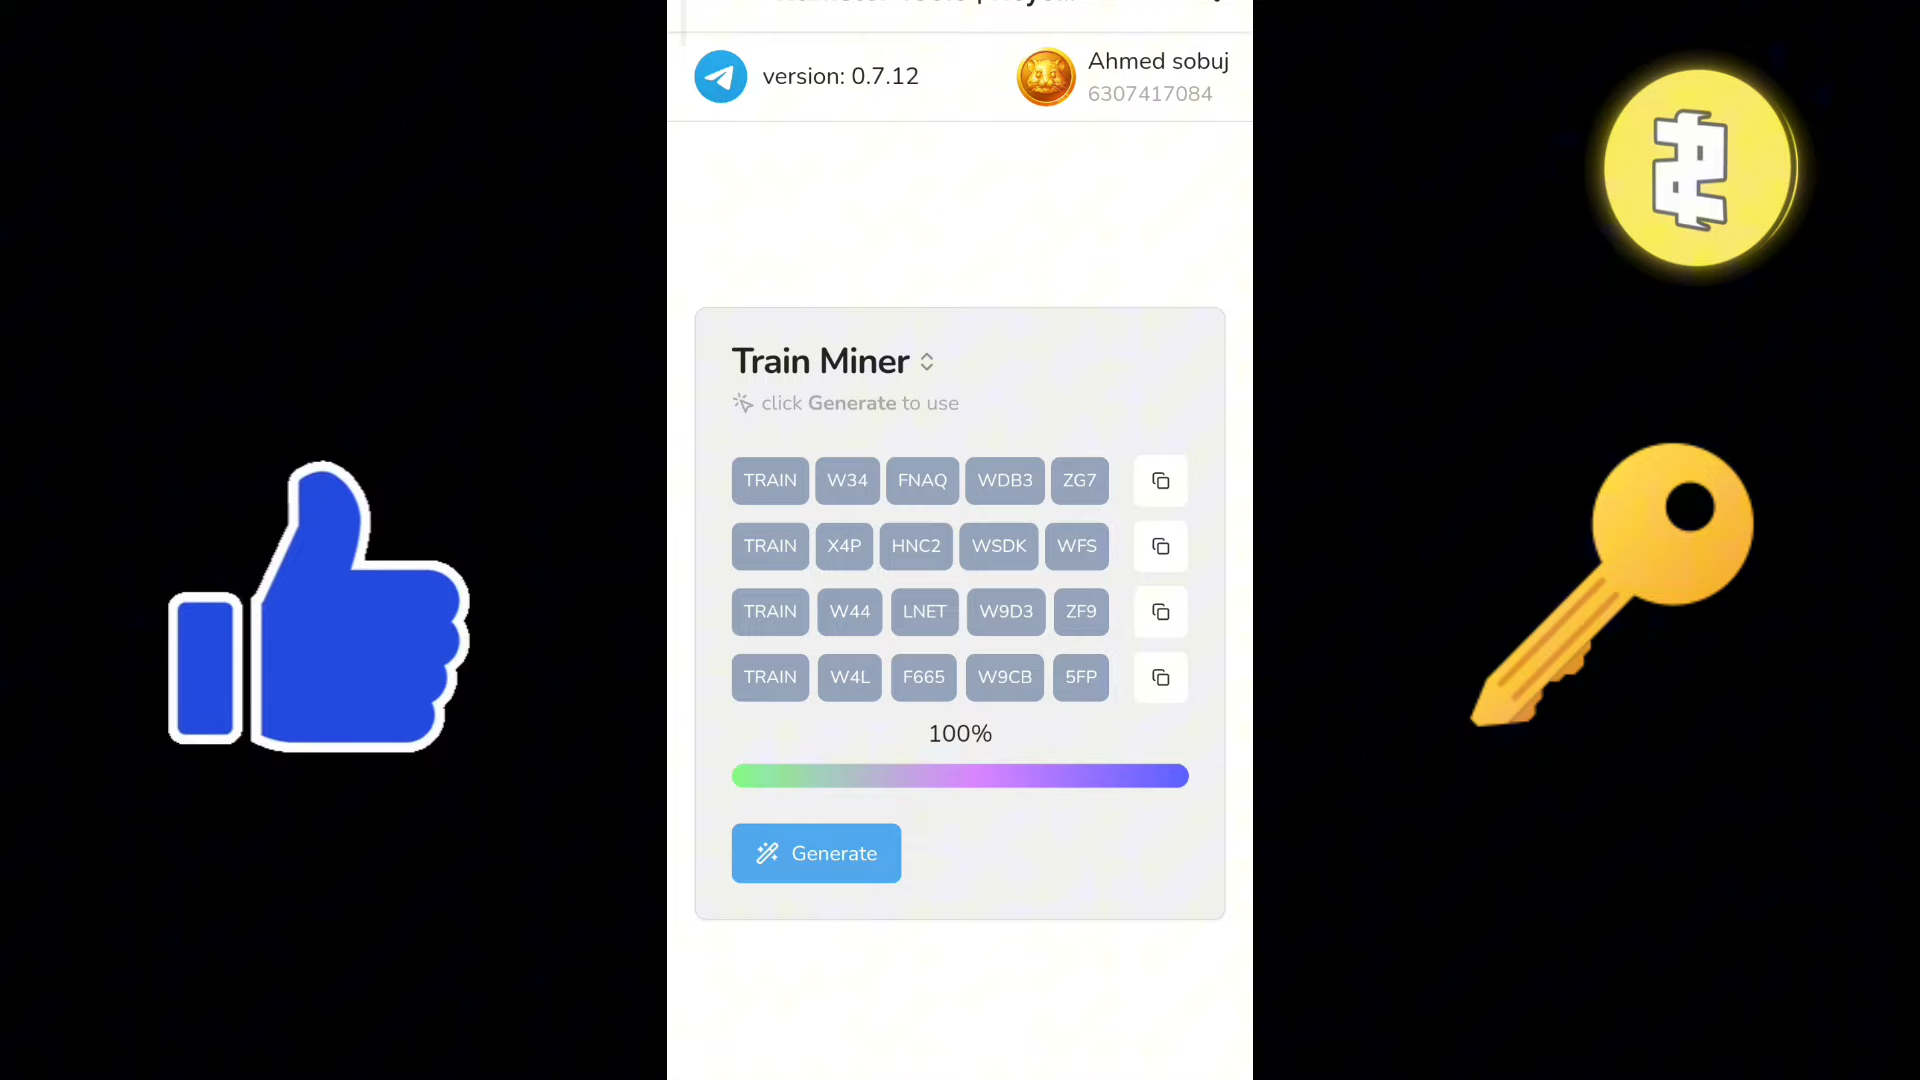 version: 0.7.12
Ahmed sobuj
6307417084
Train Miner
click Generate to use
TRAIN W34 FNAQ WDB3 ZG7
TRAIN X4P HNC2 WSDK WFS
TRAIN W44 LNET W9D3 ZF9
TRAIN W4L F665 W9CB 5FP
100%
Generate